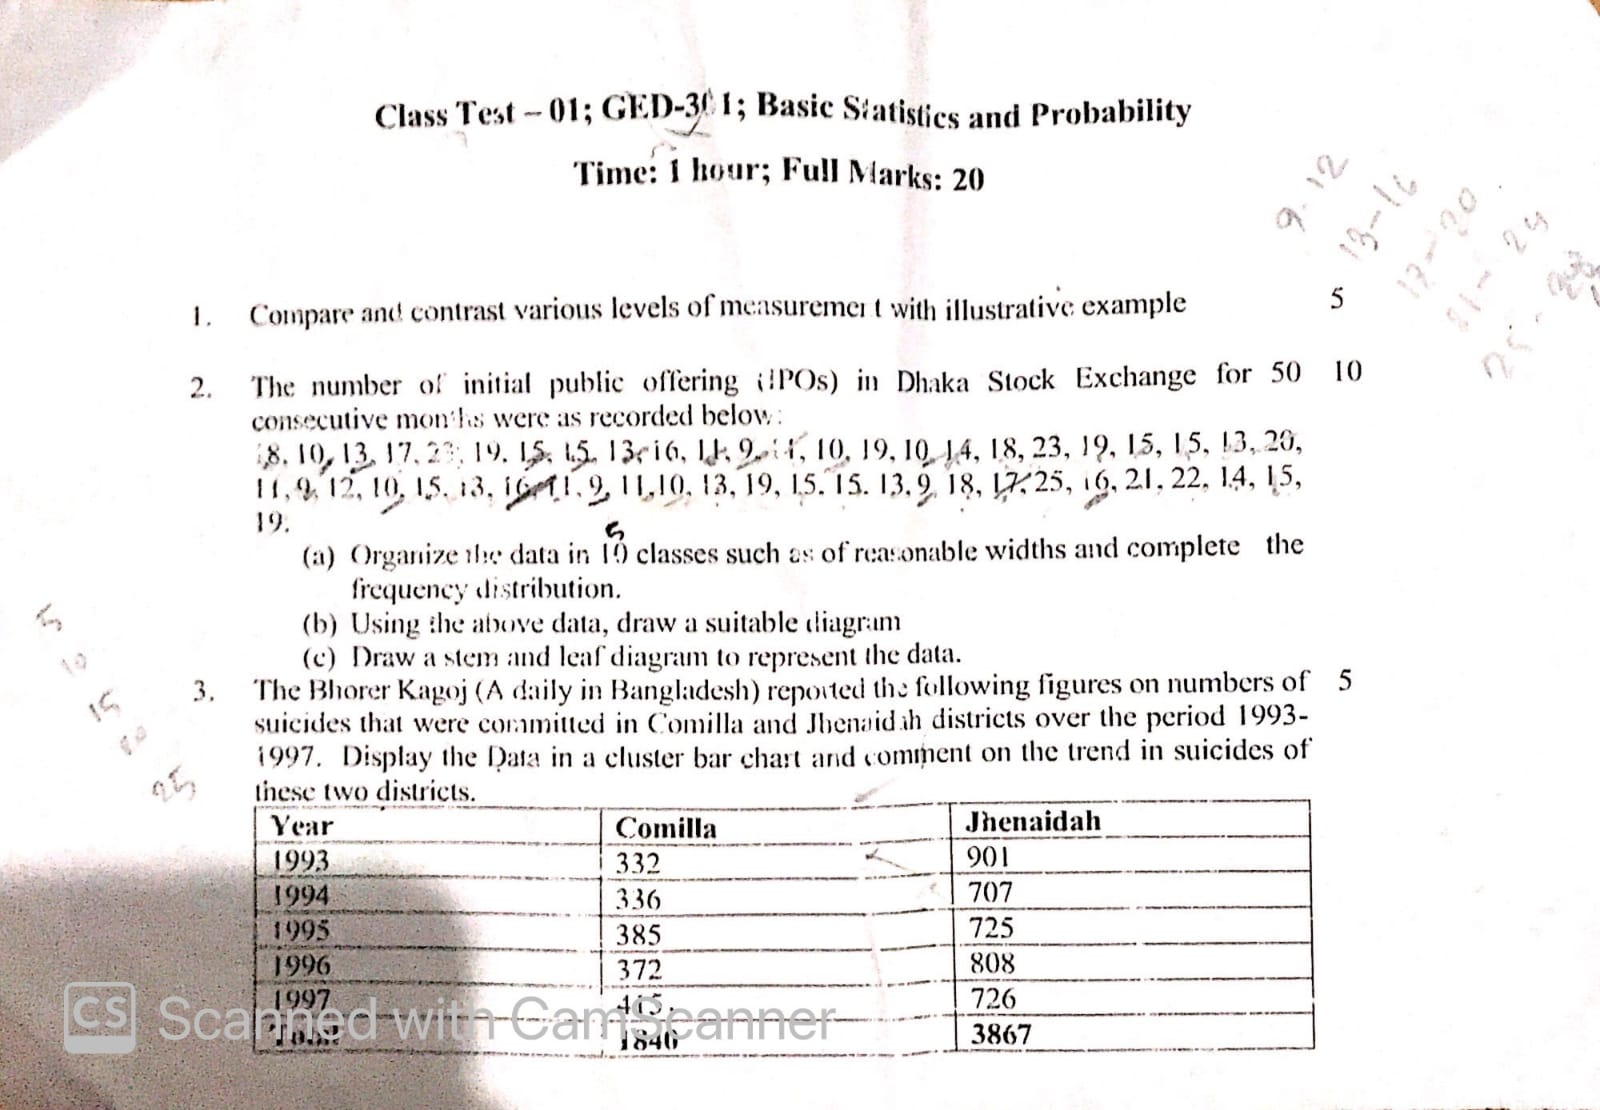 Class Test – 01; GED-301; Basic Statistics and Probability
Time: 1 hour; Full Marks: 20
9-12
13-16
17-20
21-24
25-
1. Compare and contrast various levels of measurement with illustrative example 5
2. The number of initial public offering (IPOs) in Dhaka Stock Exchange for 50 10
consecutive months were as recorded below:
10, 13, 17, 19, 15, 15, 13, 16, 9, 10, 19, 10, 14, 18, 23, 19, 15, 15, 13, 20,
11, 9, 12, 10, 15, 13, 16, 11, 9, 11, 10, 13, 19, 15, 15, 13, 9, 18, 17, 25, 16, 21, 22, 14, 15,
19.
5
(a) Organize the data in 10 classes such as of reasonable widths and complete the
frequency distribution.
(b) Using the above data, draw a suitable diagram
(c) Draw a stem and leaf diagram to represent the data.
5
10
15
20
25
3. The Bhorer Kagoj (A daily in Bangladesh) reported the following figures on numbers of 5
suicides that were committed in Comilla and Jhenaidah districts over the period 1993-
1997. Display the Data in a cluster bar chart and comment on the trend in suicides of
these two districts.
Year Comilla Jhenaidah
1993 332 901
1994 336 707
1995 385 725
1996 372 808
1997 726
Total 1840 3867
CS Scanned with CamScanner